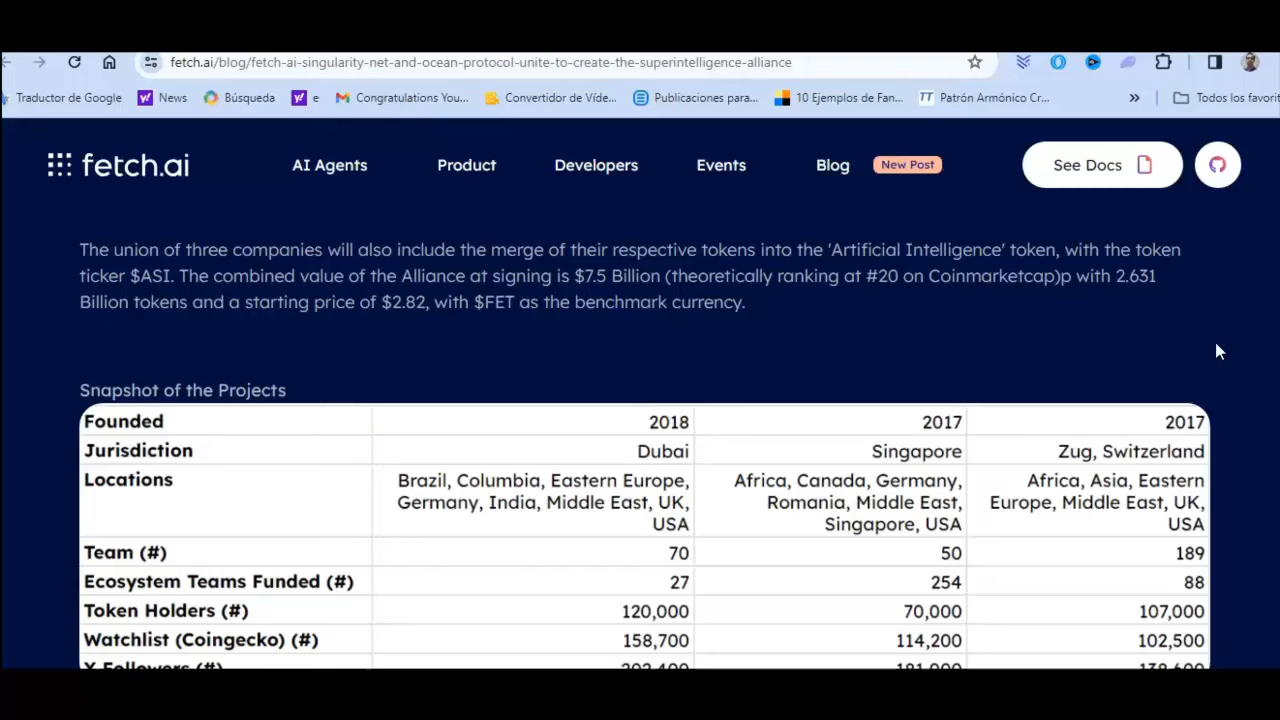 fetch.ai/blog/fetch-ai-singularity-net-and-ocean-protocol-unite-to-create-the-superintelligence-alliance
Traductor de Google News Búsqueda e Congratulations You... Convertidor de Víde... Publicaciones para... 10 Ejemplos de Fan... TT Patrón Armónico Cr... » Todos los favorit
fetch.ai AI Agents Product Developers Events Blog New Post See Docs
The union of three companies will also include the merge of their respective tokens into the 'Artificial Intelligence' token, with the token
ticker $ASI. The combined value of the Alliance at signing is $7.5 Billion (theoretically ranking at #20 on Coinmarketcap)p with 2.631
Billion tokens and a starting price of $2.82, with $FET as the benchmark currency.
Snapshot of the Projects
Founded 2018 2017 2017
Jurisdiction Dubai Singapore Zug, Switzerland
Locations Brazil, Columbia, Eastern Europe, Africa, Canada, Germany, Africa, Asia, Eastern
Germany, India, Middle East, UK, Romania, Middle East, Europe, Middle East, UK,
USA Singapore, USA USA
Team (#) 70 50 189
Ecosystem Teams Funded (#) 27 254 88
Token Holders (#) 120,000 70,000 107,000
Watchlist (Coingecko) (#) 158,700 114,200 102,500
X Followers (#)